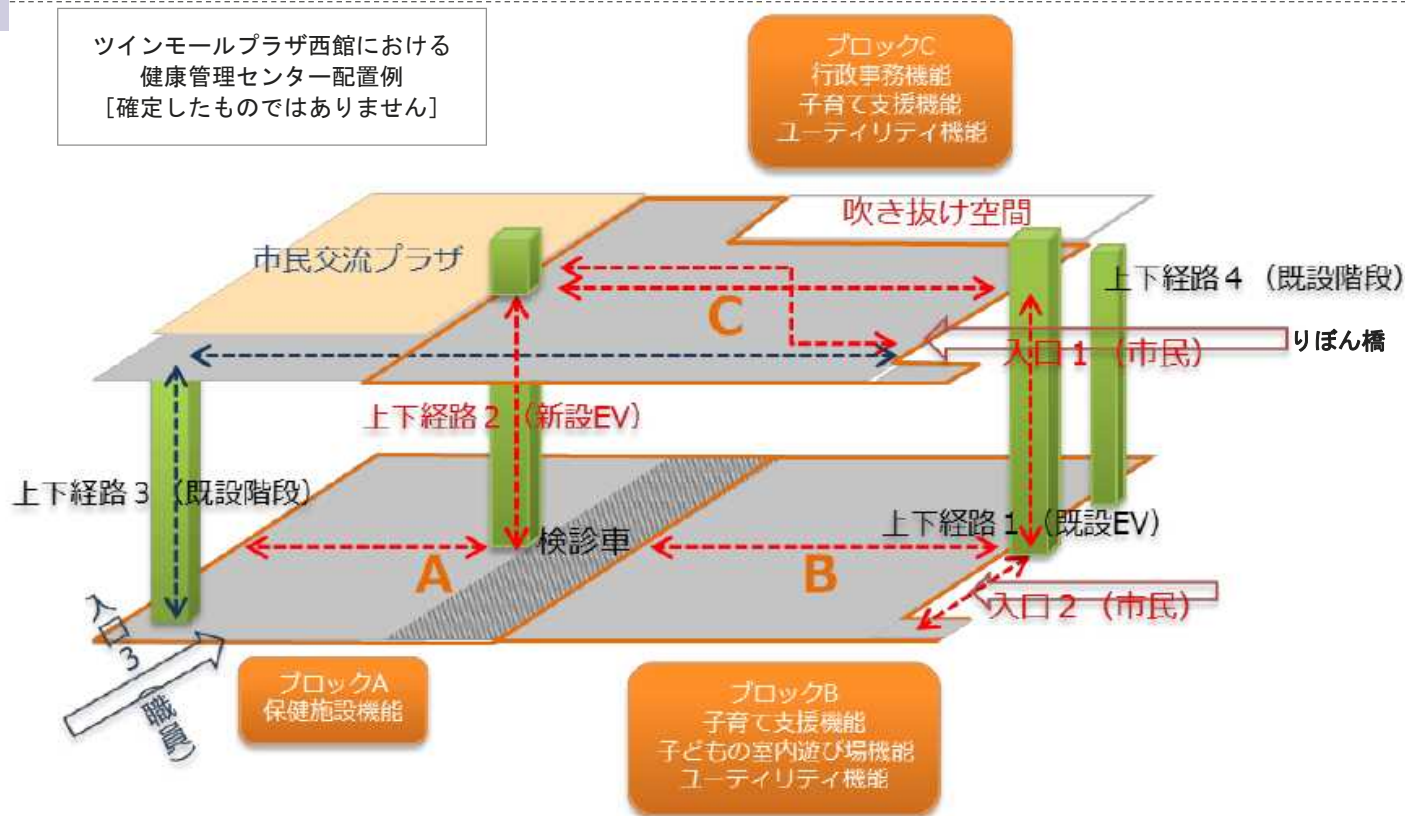 ツインモールプラザ西館における
健康管理センター配置例
[確定したものではありません]
ブロックC
行政事務機能
子育て支援機能
ユーティリティ機能
吹き抜け空間
市民交流プラザ
上下経路4（既設階段）
C
りぼん橋
入口1（市民）
上下経路2（新設EV）
上下経路3（既設階段）
上下経路1（既設EV）
検診車
A
B
入口2（市民）
入口3（職員）
ブロックA
保健施設機能
ブロックB
子育て支援機能
子どもの室内遊び場機能
ユーティリティ機能